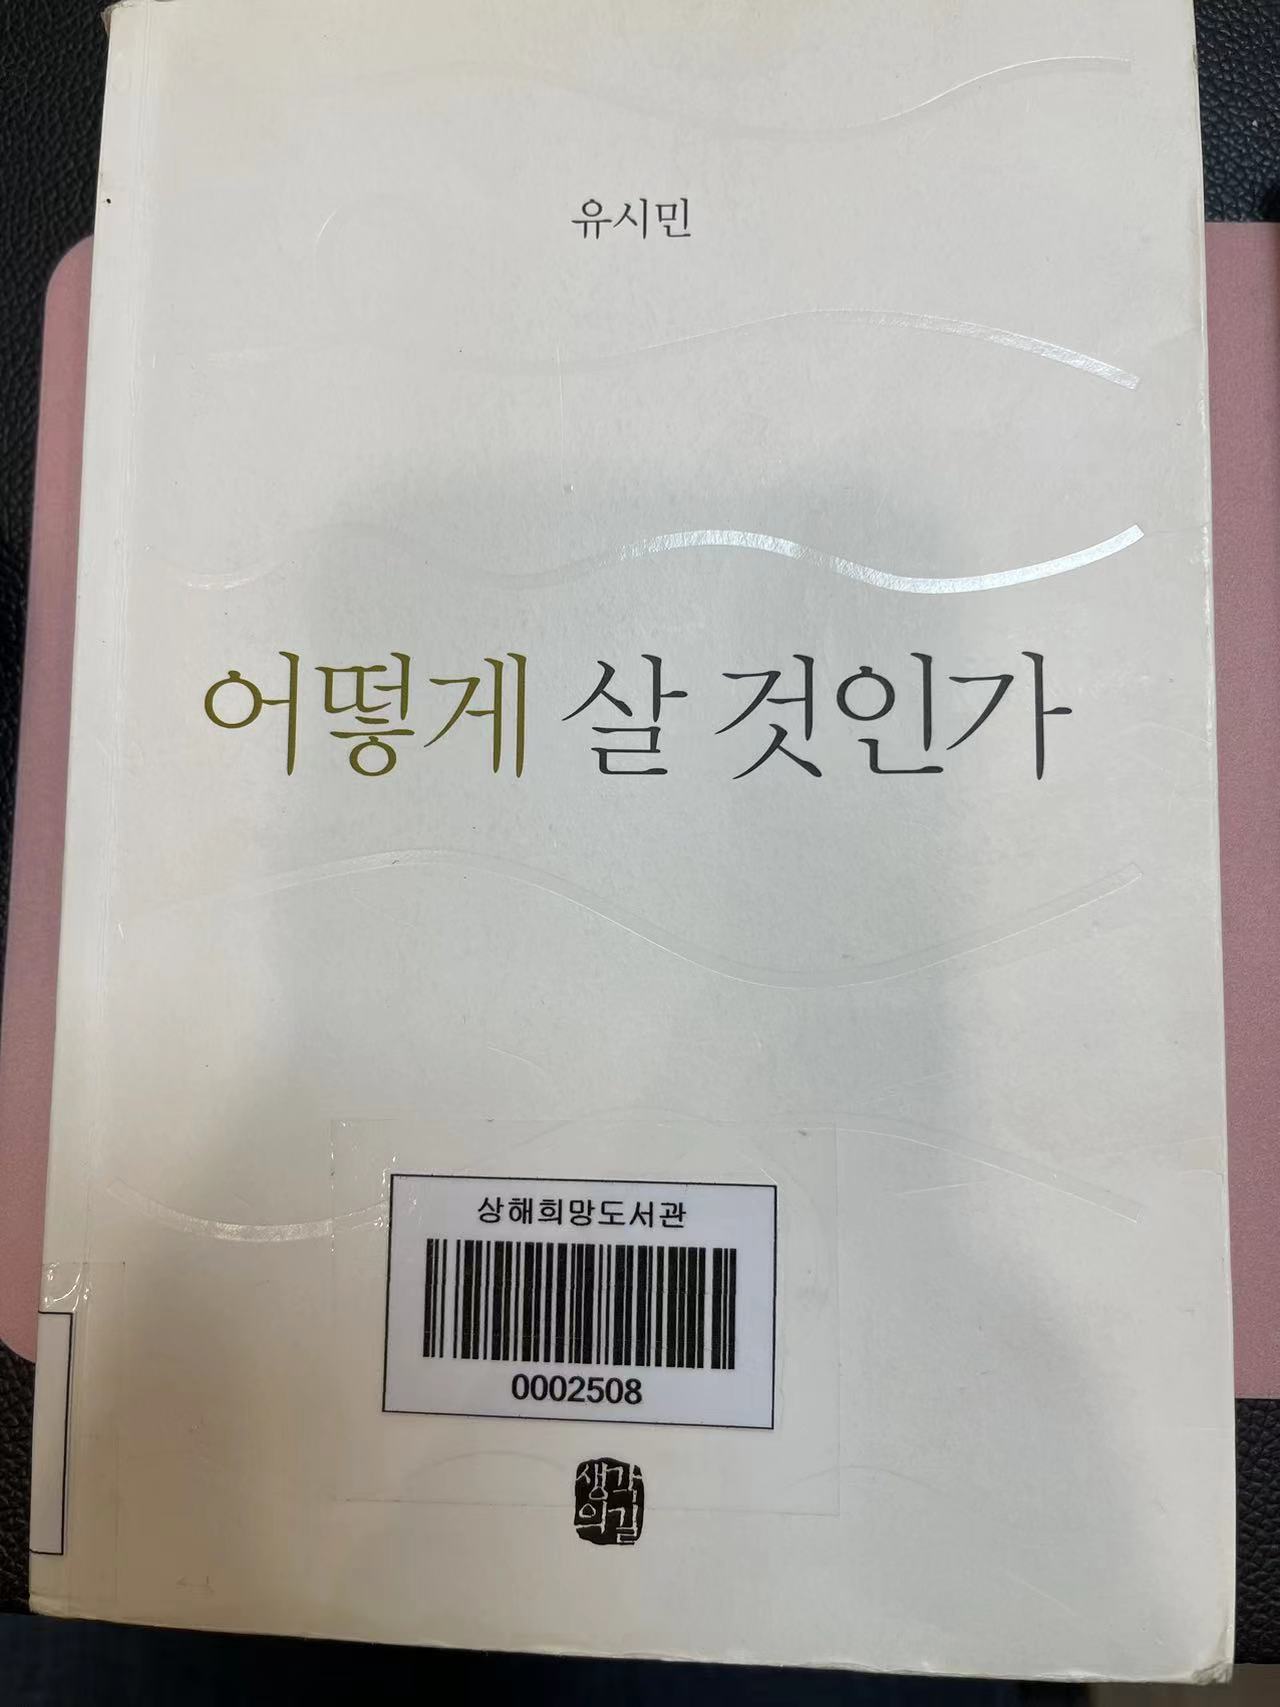 유시민
어떻게 살 것인가
상해희망도서관
0002508
생각
의길